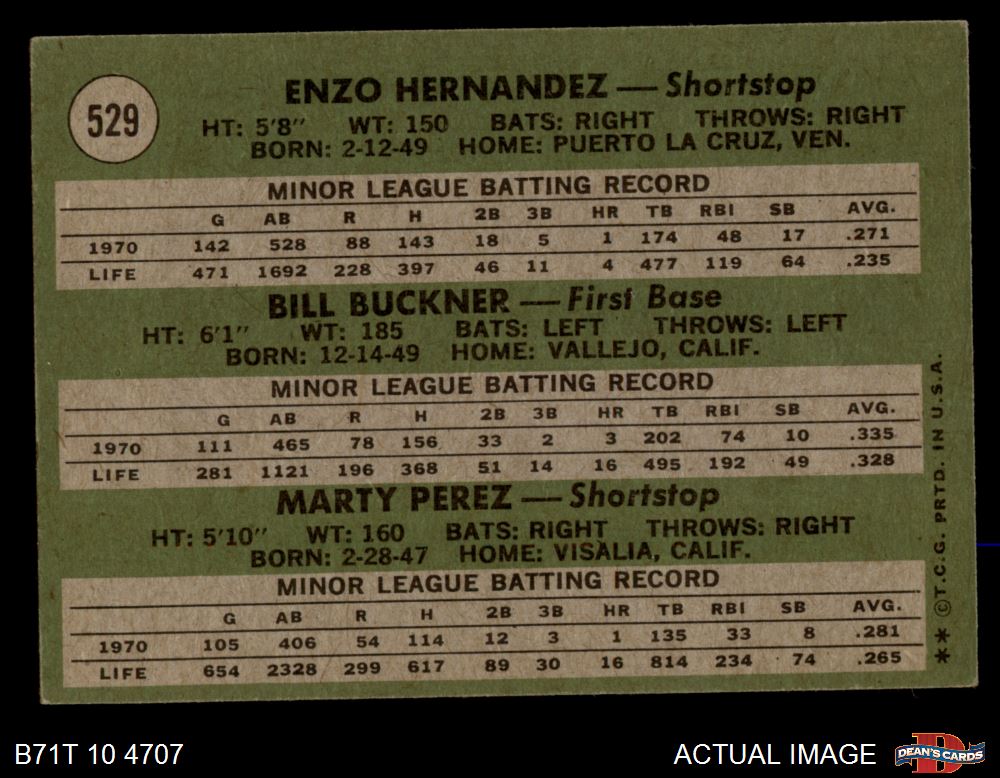 529
ENZO HERNANDEZ — Shortstop
HT: 5'8" WT: 150 BATS: RIGHT THROWS: RIGHT
BORN: 2-12-49 HOME: PUERTO LA CRUZ, VEN.
MINOR LEAGUE BATTING RECORD
G AB R H 2B 3B HR TB RBI SB AVG.
1970 142 528 88 143 18 5 1 174 48 17 .271
LIFE 471 1692 228 397 46 11 4 477 119 64 .235
BILL BUCKNER — First Base
HT: 6'1" WT: 185 BATS: LEFT THROWS: LEFT
BORN: 12-14-49 HOME: VALLEJO, CALIF.
MINOR LEAGUE BATTING RECORD
G AB R H 2B 3B HR TB RBI SB AVG.
1970 111 465 78 156 33 2 3 202 74 10 .335
LIFE 281 1121 196 368 51 14 16 495 192 49 .328
MARTY PEREZ — Shortstop
HT: 5'10" WT: 160 BATS: RIGHT THROWS: RIGHT
BORN: 2-28-47 HOME: VISALIA, CALIF.
MINOR LEAGUE BATTING RECORD
G AB R H 2B 3B HR TB RBI SB AVG.
1970 105 406 54 114 12 3 1 135 33 8 .281
LIFE 654 2328 299 617 89 30 16 814 234 74 .265
** ©T.C.G. PRTD. IN U.S.A.
B71T 10 4707
ACTUAL IMAGE
D
DEAN'S CARDS